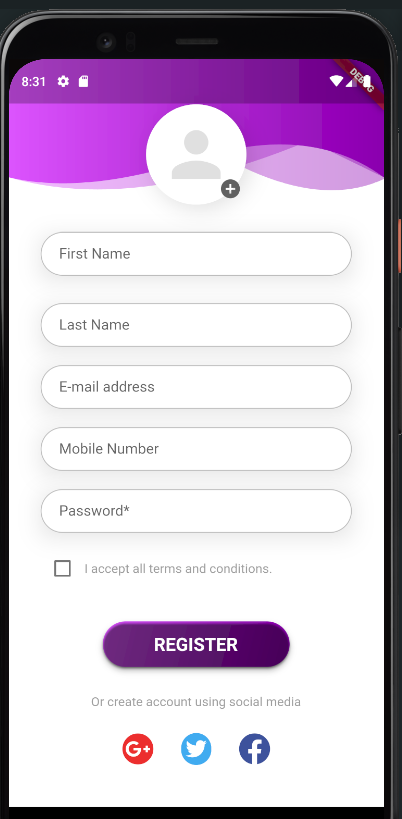 8:31
DEBUG
First Name
Last Name
E-mail address
Mobile Number
Password*
I accept all terms and conditions.
REGISTER
Or create account using social media
G+
f